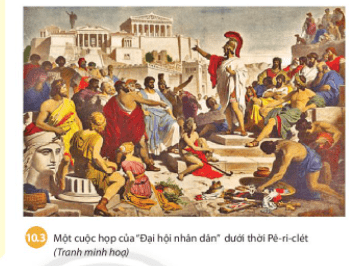 10.3 Một cuộc họp của "Đại hội nhân dân" dưới thời Pê-ri-clét
(Tranh minh hoạ)